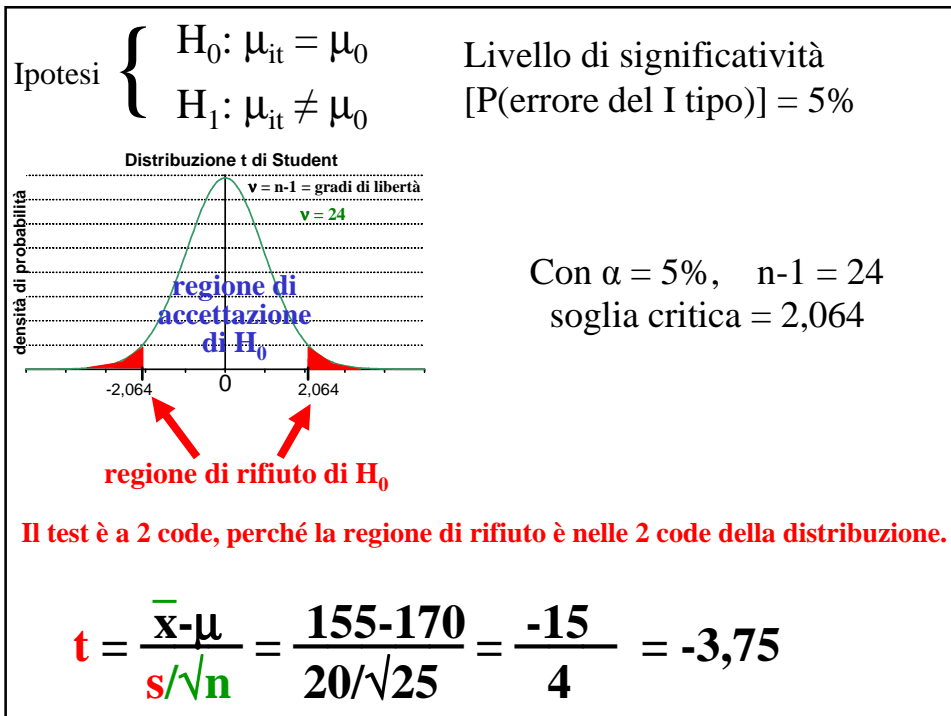 Ipotesi { H₀: μᵢₜ = μ₀
H₁: μᵢₜ ≠ μ₀
Livello di significatività
[P(errore del I tipo)] = 5%
Distribuzione t di Student
densità di probabilità
ν = n-1 = gradi di libertà
ν = 24
regione di
accettazione
di H₀
-2,064 0 2,064
regione di rifiuto di H₀
Con α = 5%, n-1 = 24
soglia critica = 2,064
Il test è a 2 code, perché la regione di rifiuto è nelle 2 code della distribuzione.
t = x̅-μ / s/√n = 155-170 / 20/√25 = -15 / 4 = -3,75